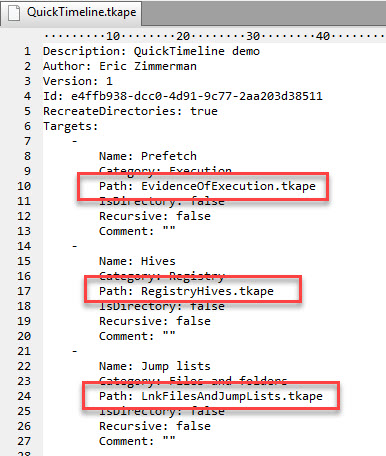 QuickTimeline.tkape
10 20 30 40
1 Description: QuickTimeline demo
2 Author: Eric Zimmerman
3 Version: 1
4 Id: e4ffb938-dcc0-4d91-9c77-2aa203d38511
5 RecreateDirectories: true
6 Targets:
7 -
8 Name: Prefetch
9 Category: Execution
10 Path: EvidenceOfExecution.tkape
11 IsDirectory: false
12 Recursive: false
13 Comment: ""
14 -
15 Name: Hives
16 Category: Registry
17 Path: RegistryHives.tkape
18 IsDirectory: false
19 Recursive: false
20 Comment: ""
21 -
22 Name: Jump lists
23 Category: Files and folders
24 Path: LnkFilesAndJumpLists.tkape
25 IsDirectory: false
26 Recursive: false
27 Comment: ""
28